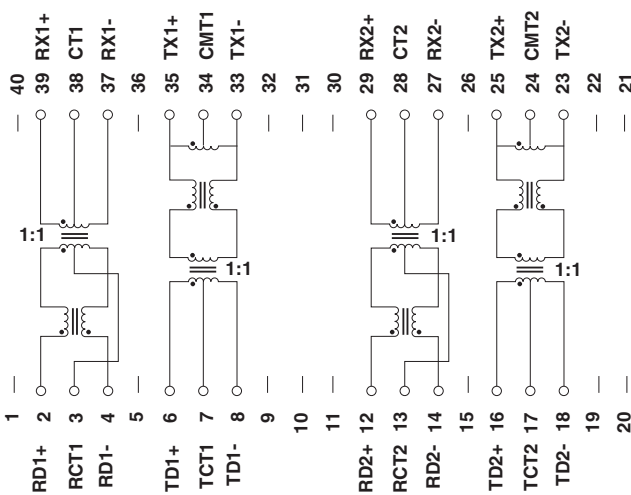 40
39 RX1+
38 CT1
37 RX1-
36
35 TX1+
34 CMT1
33 TX1-
32
31
30
29 RX2+
28 CT2
27 RX2-
26
25 TX2+
24 CMT2
23 TX2-
22
21
1:1
1:1
1:1
1:1
1
RD1+ 2
RCT1 3
RD1- 4
5
TD1+ 6
TCT1 7
TD1- 8
9
10
11
RD2+ 12
RCT2 13
RD2- 14
15
TD2+ 16
TCT2 17
TD2- 18
19
20